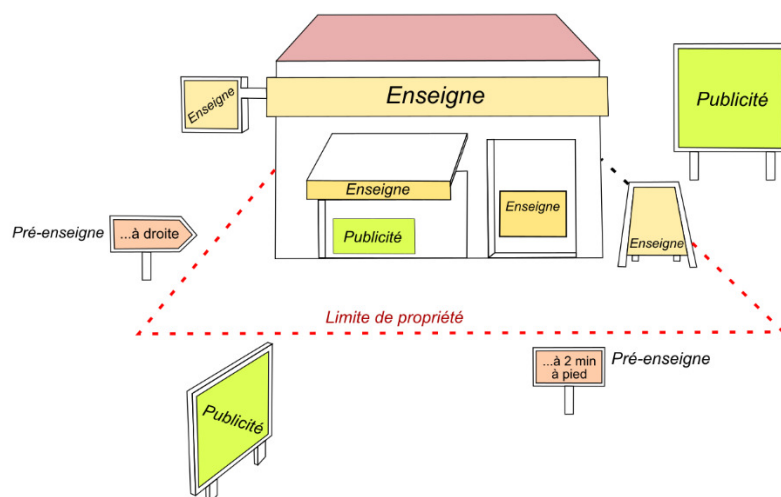 Enseigne
Enseigne
Publicité
Enseigne
Enseigne
Publicité
Pré-enseigne
...à droite
Enseigne
Limite de propriété
...à 2 min
à pied
Pré-enseigne
Publicité